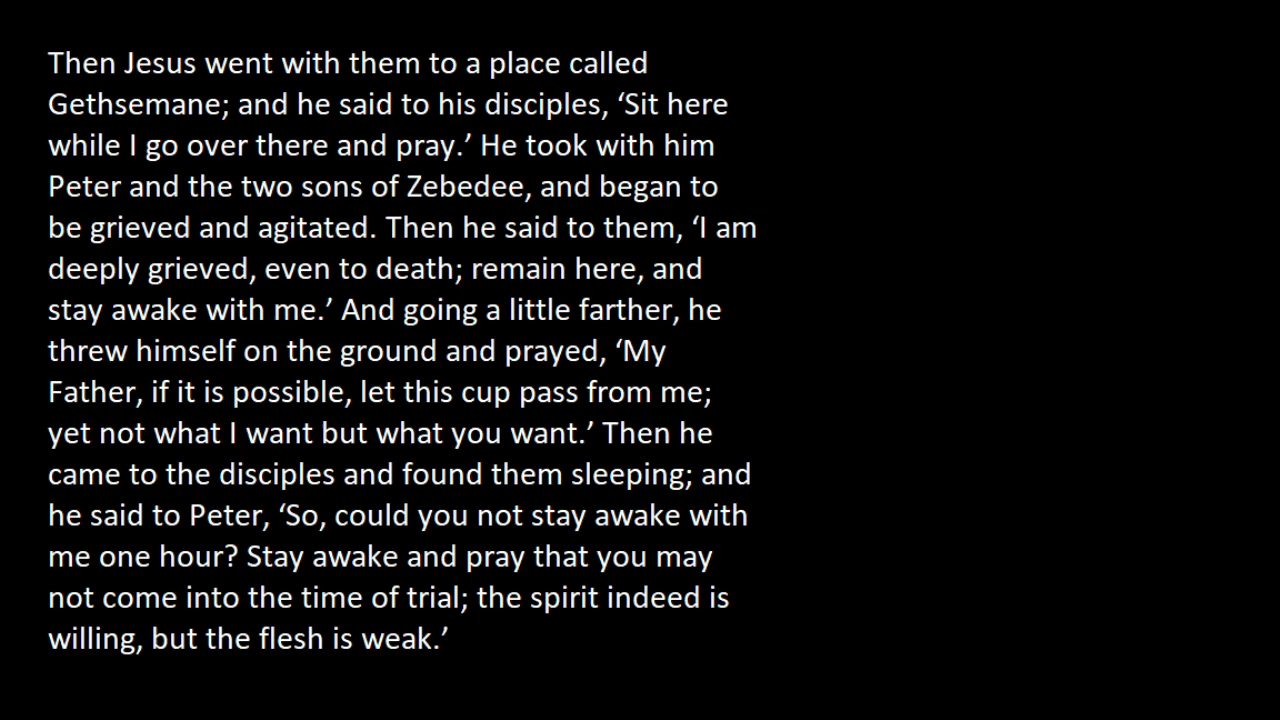 Then Jesus went with them to a place called
Gethsemane; and he said to his disciples, ‘Sit here
while I go over there and pray.’ He took with him
Peter and the two sons of Zebedee, and began to
be grieved and agitated. Then he said to them, ‘I am
deeply grieved, even to death; remain here, and
stay awake with me.’ And going a little farther, he
threw himself on the ground and prayed, ‘My
Father, if it is possible, let this cup pass from me;
yet not what I want but what you want.’ Then he
came to the disciples and found them sleeping; and
he said to Peter, ‘So, could you not stay awake with
me one hour? Stay awake and pray that you may
not come into the time of trial; the spirit indeed is
willing, but the flesh is weak.’